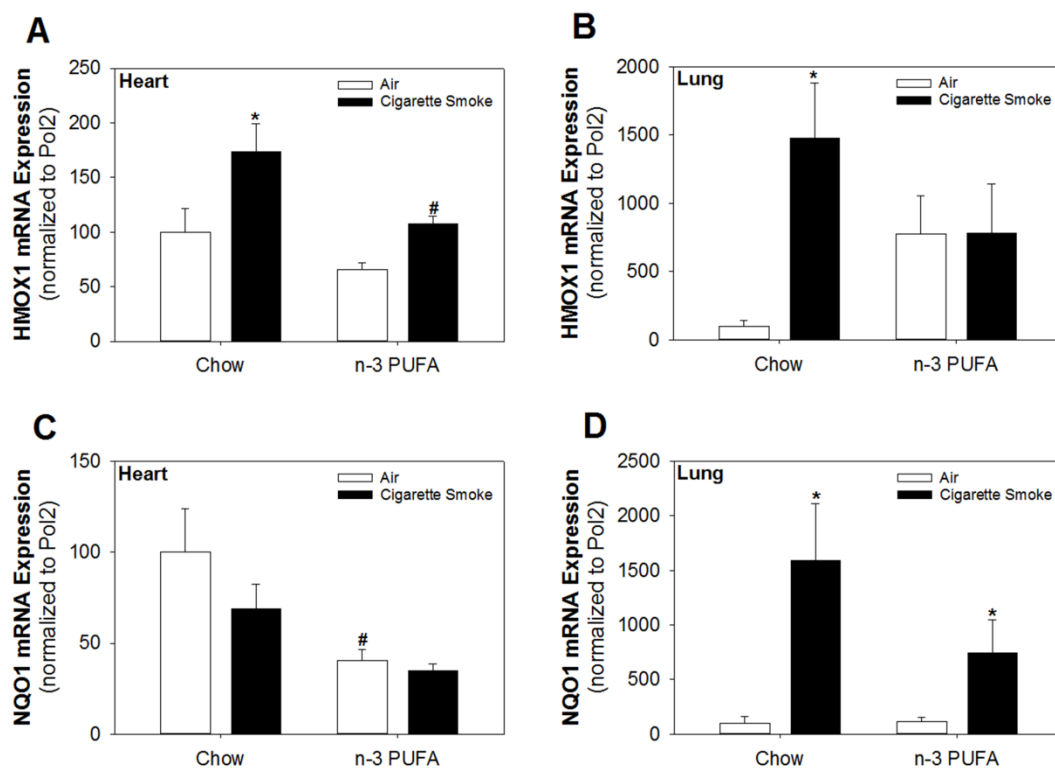 A
HMOX1 mRNA Expression
(normalized to Pol2)
250
200
150
100
50
0
Heart
Air
Cigarette Smoke
*
#
Chow
n-3 PUFA
B
HMOX1 mRNA Expression
(normalized to Pol2)
2000
1500
1000
500
0
Lung
Air
Cigarette Smoke
*
Chow
n-3 PUFA
C
NQO1 mRNA Expression
(normalized to Pol2)
150
100
50
0
Heart
Air
Cigarette Smoke
#
Chow
n-3 PUFA
D
NQO1 mRNA Expression
(normalized to Pol2)
2500
2000
1500
1000
500
0
Lung
Air
Cigarette Smoke
*
*
Chow
n-3 PUFA